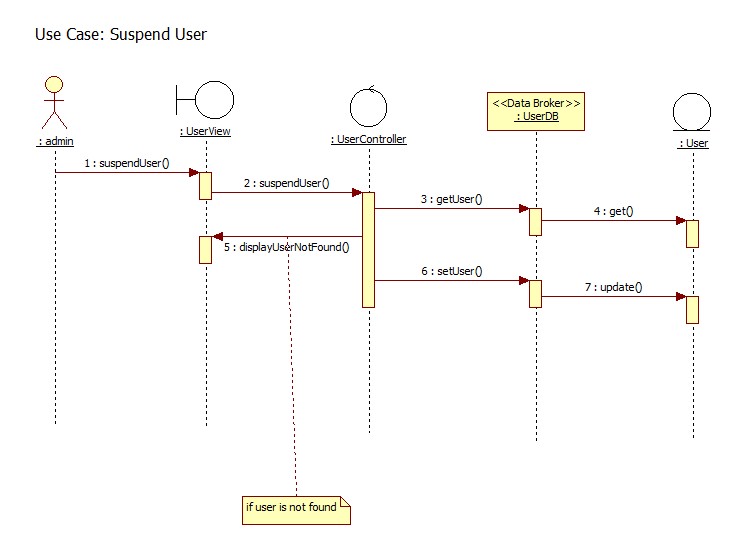 Use Case: Suspend User
<<Data Broker>>
: UserDB
: UserView
: UserController
: admin
: User
1 : suspendUser()
2 : suspendUser()
3 : getUser()
4 : get()
5 : displayUserNotFound()
6 : setUser()
7 : update()
if user is not found